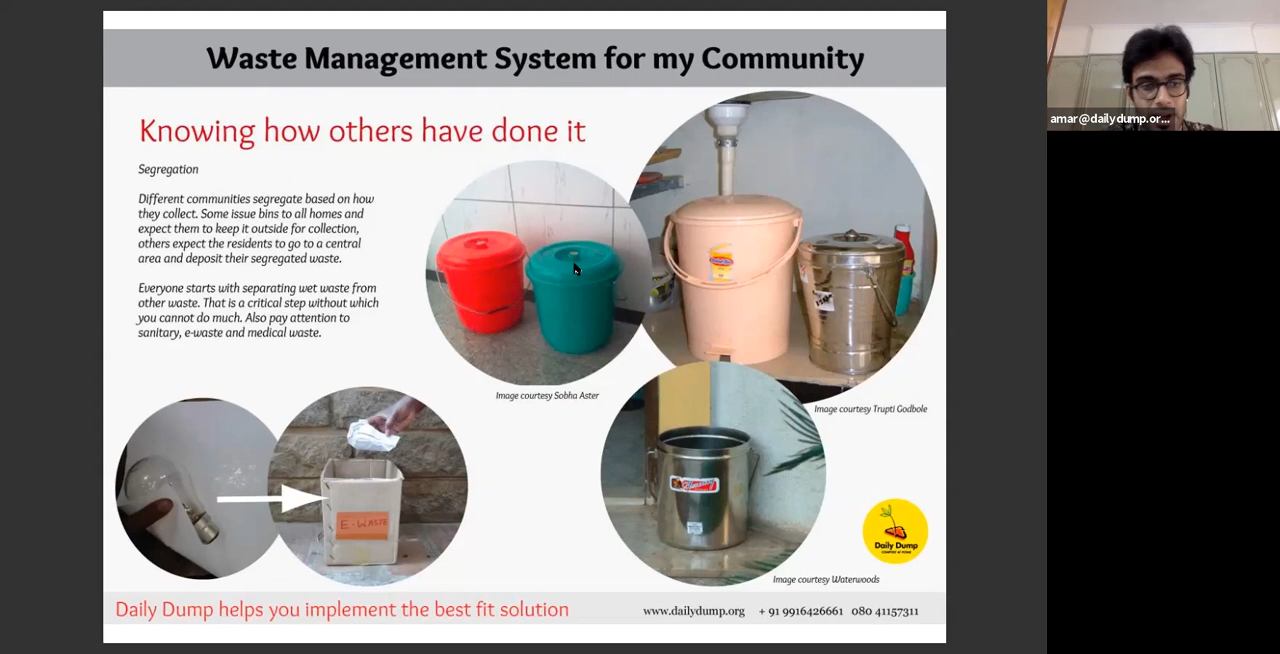 Waste Management System for my Community
Knowing how others have done it
Segregation
Different communities segregate based on how
they collect. Some issue bins to all homes and
expect them to keep it outside for collection,
others expect the residents to go to a central
area and deposit their segregated waste.
Everyone starts with separating wet waste from
other waste. That is a critical step without which
you cannot do much. Also pay attention to
sanitary, e-waste and medical waste.
Image courtesy Sobha Aster
Image courtesy Trupti Godbole
E-WASTE
Image courtesy Waterwoods
Daily Dump
COMPOST AT HOME
Daily Dump helps you implement the best fit solution
www.dailydump.org + 91 9916426661 080 41157311
amar@dailydump.or...